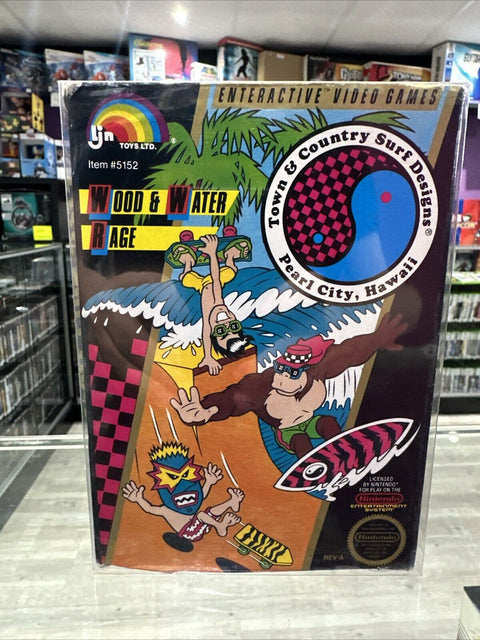 ENTERACTIVE VIDEO GAMES
ljn
TOYS LTD.®
Item #5152
Town & Country Surf Designs®
Pearl City, Hawaii
WOOD & WATER
RAGE
LICENSED
BY NINTENDO®
FOR PLAY ON THE
Nintendo
ENTERTAINMENT
SYSTEM
Nintendo
REV-A